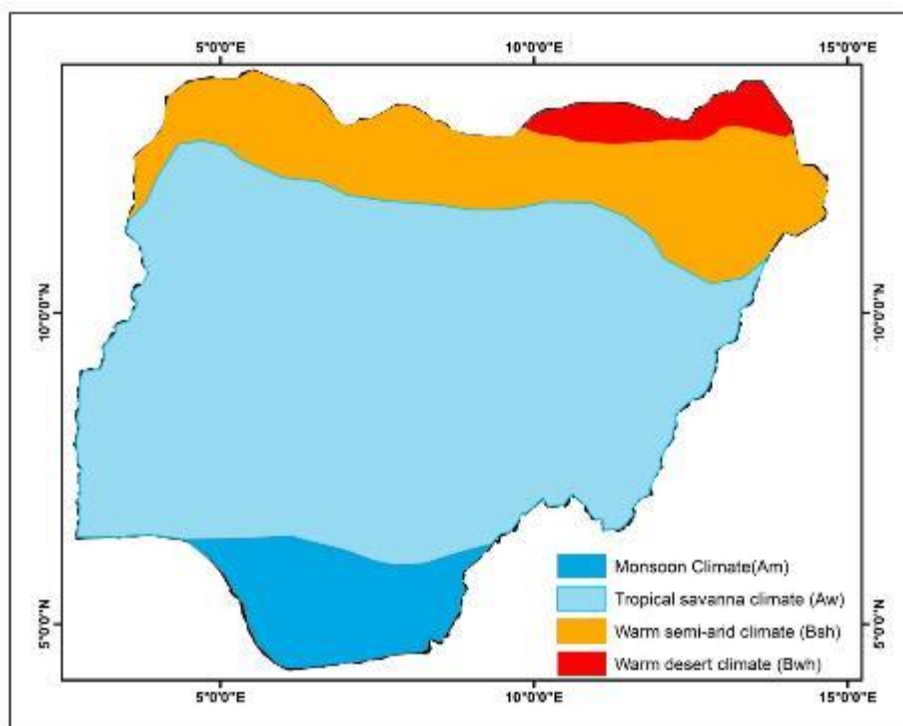 5°0'0"E 10°0'0"E 15°0'0"E
10°0'0"N 10°0'0"N
Monsoon Climate(Am)
Tropical savanna climate (Aw)
Warm semi-arid climate (Bsh)
Warm desert climate (Bwh)
5°0'0"N 5°0'0"N
5°0'0"E 10°0'0"E 15°0'0"E